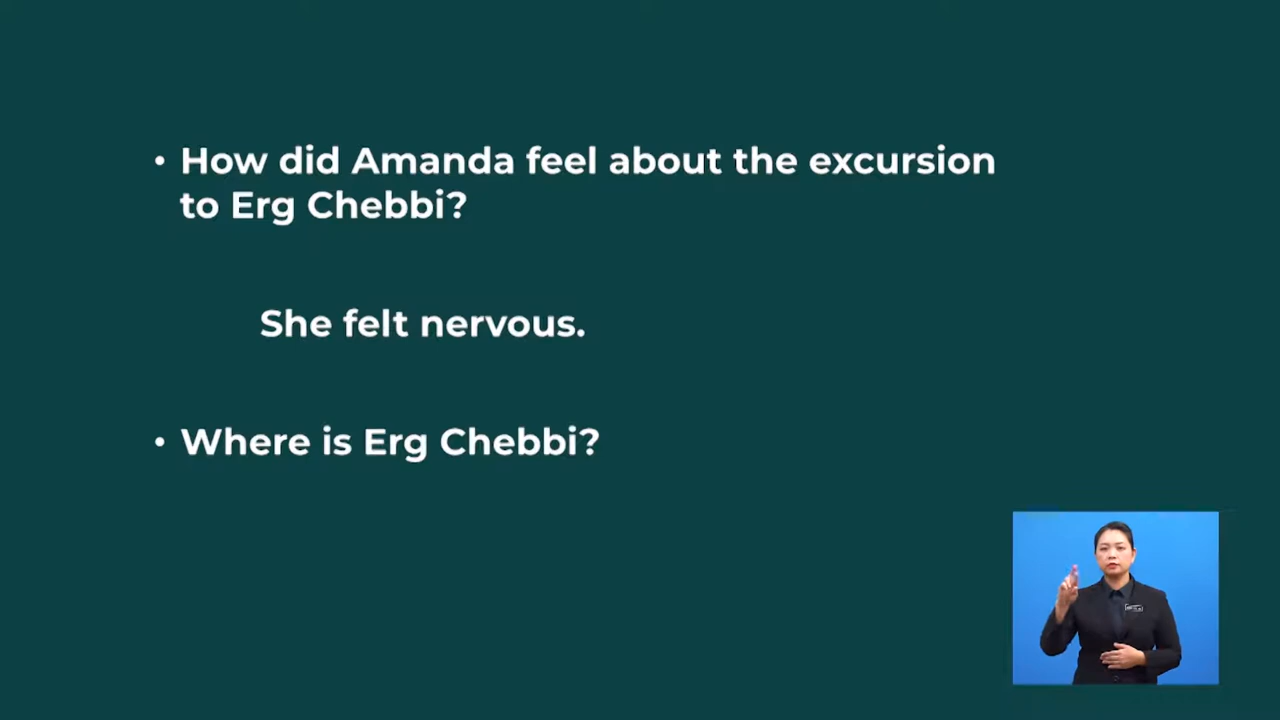 • How did Amanda feel about the excursion
to Erg Chebbi?
She felt nervous.
• Where is Erg Chebbi?